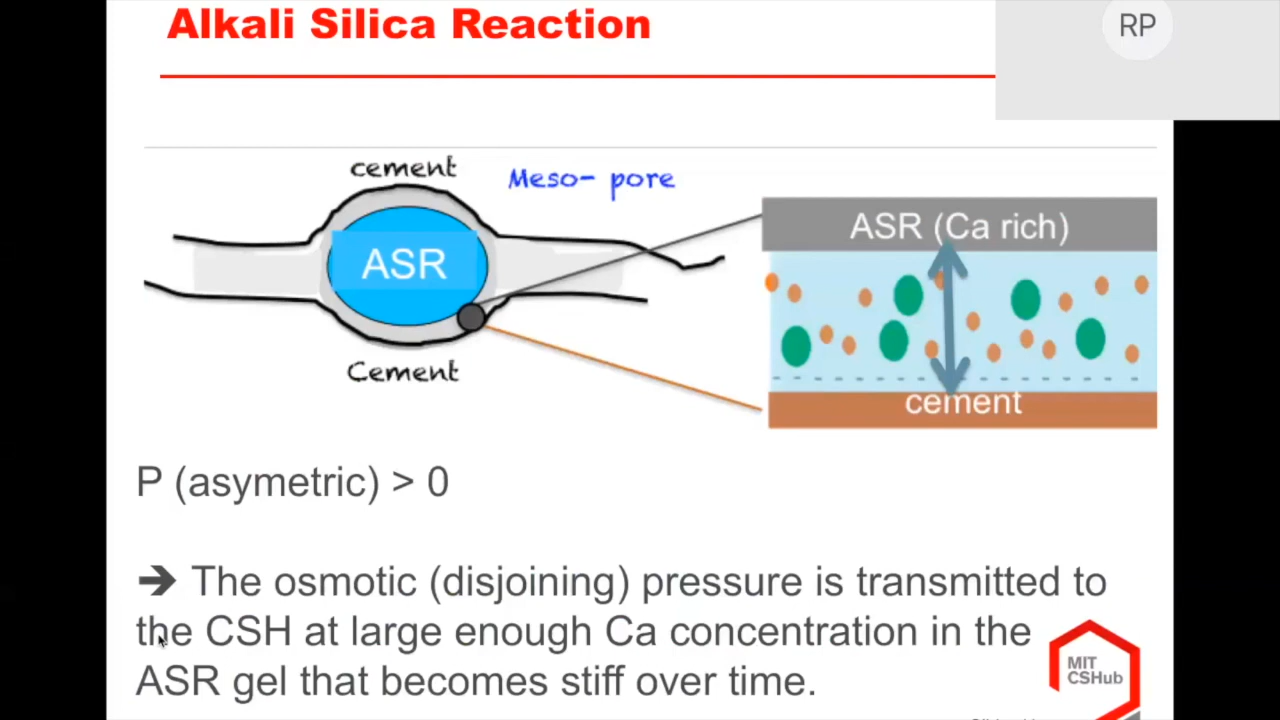 Alkali Silica Reaction
RP
cement
Meso- pore
ASR (Ca rich)
ASR
Cement
cement
P (asymetric) > 0
➔ The osmotic (disjoining) pressure is transmitted to
the CSH at large enough Ca concentration in the
ASR gel that becomes stiff over time.
MIT
CSHub